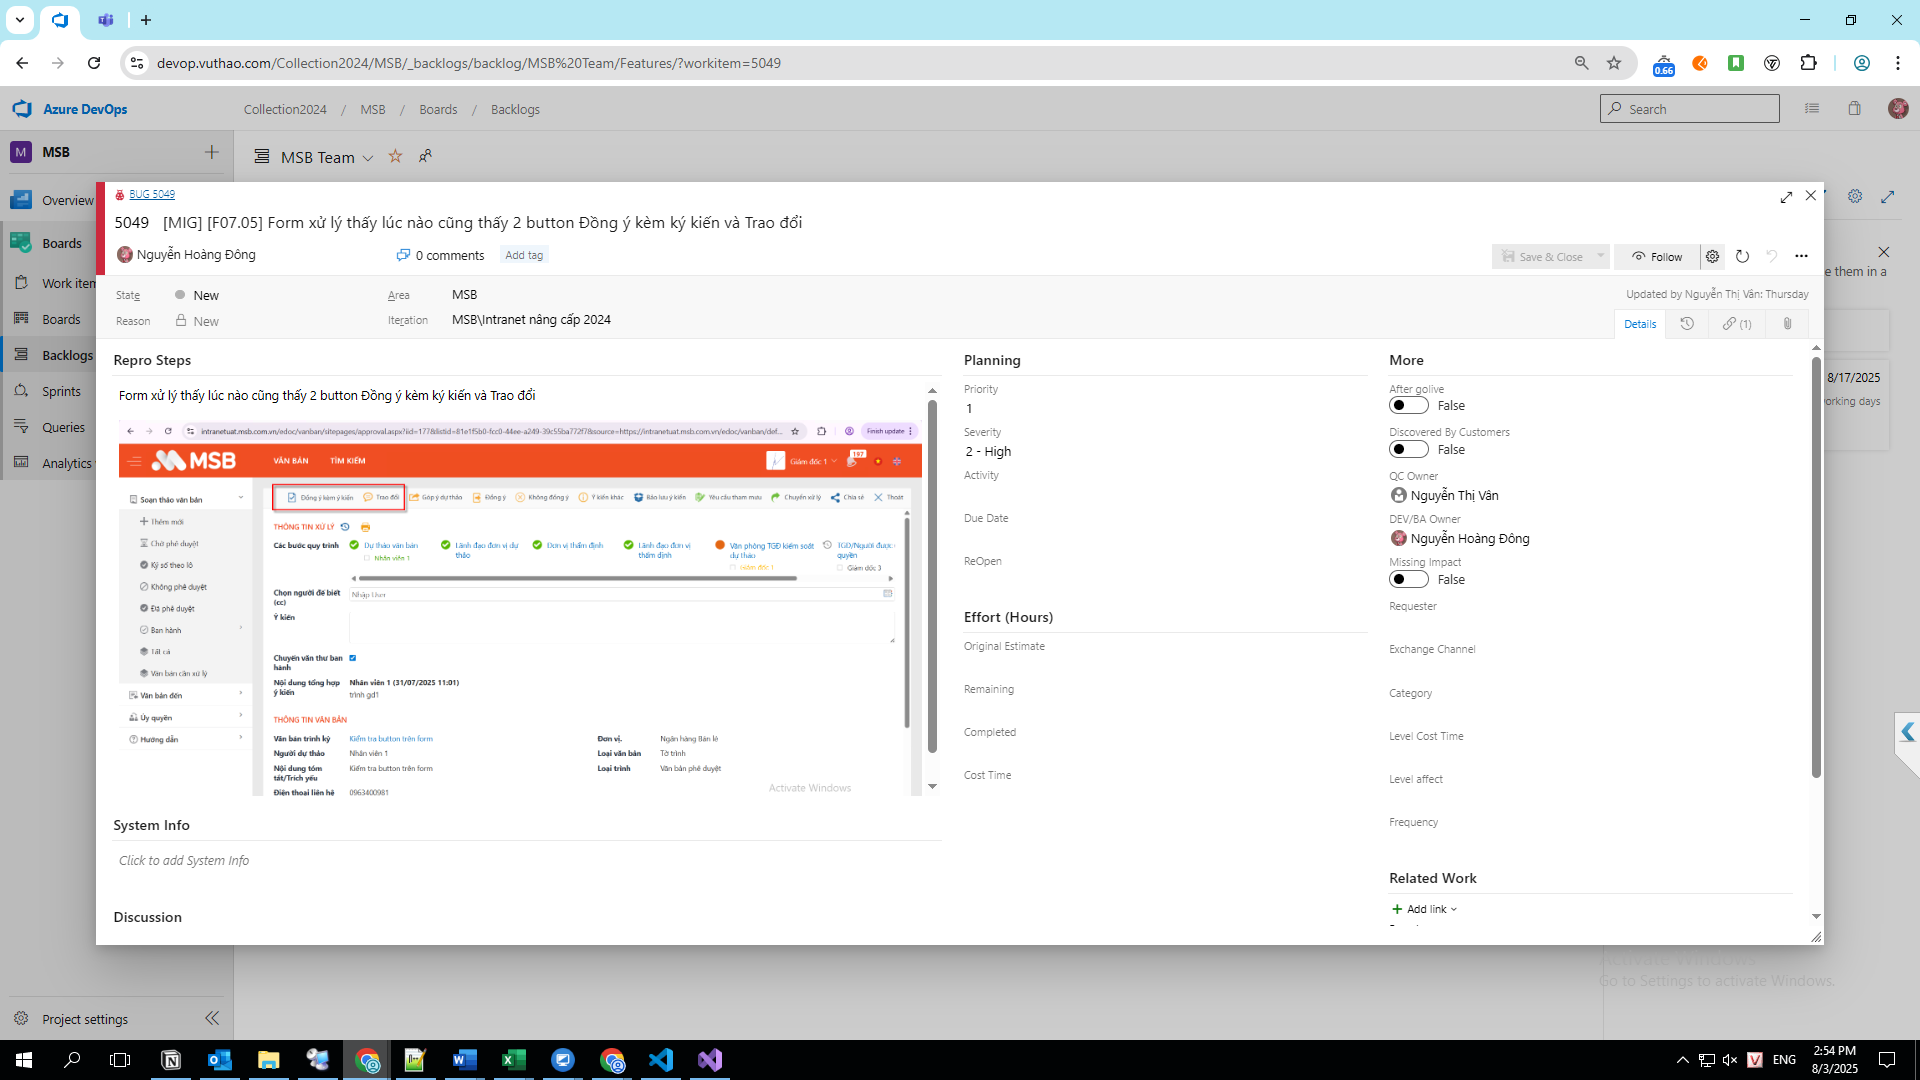 devop.vuthao.com/Collection2024/MSB/_backlogs/backlog/MSB%20Team/Features/?workitem=5049
0.66
Azure DevOps
Collection2024 / MSB / Boards / Backlogs
Search
M MSB
MSB Team
Overview
Boards
Work item
Boards
Backlogs
Sprints
Queries
Analytics
Project settings
BUG 5049
5049 [MIG] [F07.05] Form xử lý thấy lúc nào cũng thấy 2 button Đồng ý kèm ký kiến và Trao đổi
Nguyễn Hoàng Đông
0 comments
Add tag
Save & Close
Follow
State New
Area MSB
Reason New
Iteration MSB\Intranet nâng cấp 2024
Updated by Nguyễn Thị Vân: Thursday
Details
(1)
e them in a
8/17/2025
orking days
Repro Steps
Form xử lý thấy lúc nào cũng thấy 2 button Đồng ý kèm ký kiến và Trao đổi
intranetuat.msb.com.vn/edoc/vanban/sitepages/approval.aspx?iid=177&listid=81e1f5b0-fcc0-44ee-a249-39c55ba772f7&source=https://intranetuat.msb.com.vn/edoc/vanban/def...
Finish update
MSB
VĂN BẢN TÌM KIẾM
Giám đốc 1
197
Soạn thảo văn bản
Thêm mới
Chờ phê duyệt
Ký số theo lô
Không phê duyệt
Đã phê duyệt
Ban hành
Tất cả
Văn bản cần xử lý
Văn bản đến
Ủy quyền
Hướng dẫn
Đồng ý kèm ý kiến Trao đổi Góp ý dự thảo Đồng ý Không đồng ý Ý kiến khác Bảo lưu ý kiến Yêu cầu tham mưu Chuyển xử lý Chia sẻ Thoát
THÔNG TIN XỬ LÝ
Các bước quy trình
Dự thảo văn bản
Nhân viên 1
Lãnh đạo đơn vị dự thảo
Đơn vị thẩm định
Lãnh đạo đơn vị thẩm định
Văn phòng TGĐ kiểm soát dự thảo
Giám đốc 1
TGĐ/Người được quyền
Giám đốc 3
Chọn người để biết (cc)
Nhập User
Ý kiến
Chuyển văn thư ban hành
Nội dung tổng hợp ý kiến
Nhân viên 1 (31/07/2025 11:01)
trình gd1
THÔNG TIN VĂN BẢN
Văn bản trình ký Kiểm tra button trên form
Đơn vị. Ngân hàng Bán lẻ
Người dự thảo Nhân viên 1
Loại văn bản Tờ trình
Nội dung tóm tắt/Trích yếu Kiểm tra button trên form
Loại trình Văn bản phê duyệt
Điện thoại liên hệ 0963400981
Activate Windows
System Info
Click to add System Info
Discussion
Planning
Priority
1
Severity
2 - High
Activity
Due Date
ReOpen
Effort (Hours)
Original Estimate
Remaining
Completed
Cost Time
More
After golive
False
Discovered By Customers
False
QC Owner
Nguyễn Thị Vân
DEV/BA Owner
Nguyễn Hoàng Đông
Missing Impact
False
Requester
Exchange Channel
Category
Level Cost Time
Level affect
Frequency
Related Work
Add link
Activate Windows
Go to Settings to activate Windows.
ENG
2:54 PM
8/3/2025